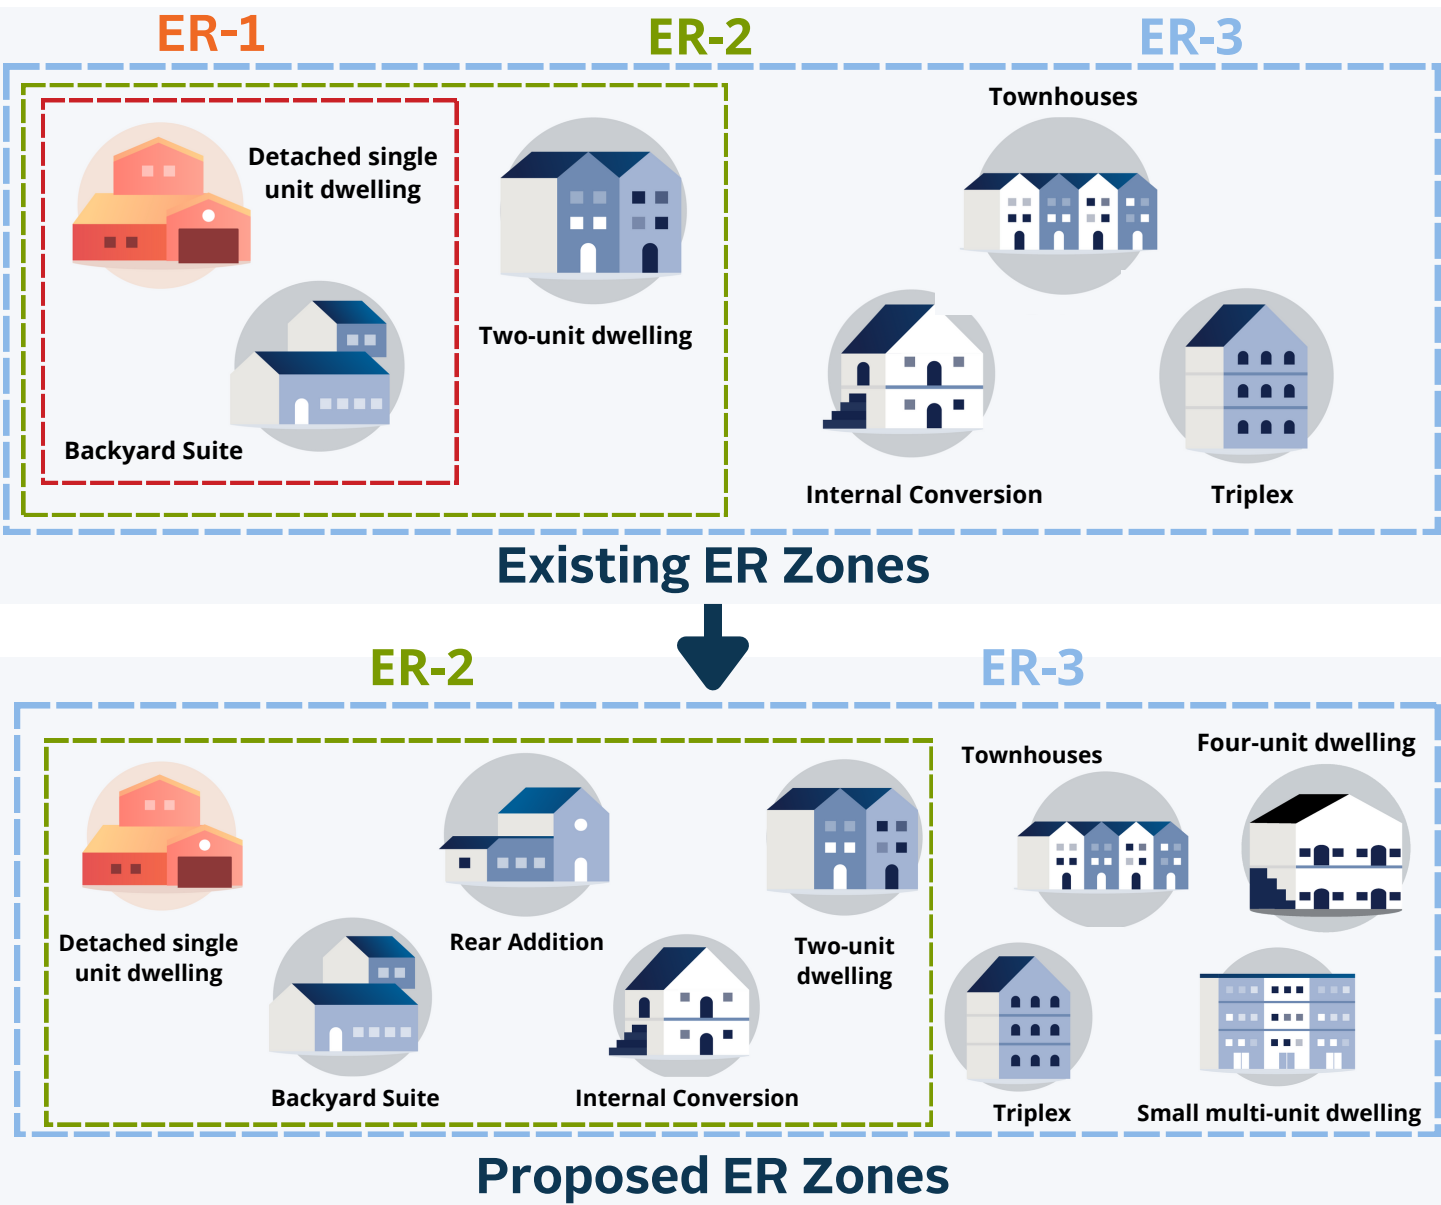 ER-1
ER-2
ER-3
Detached single
unit dwelling
Backyard Suite
Two-unit dwelling
Townhouses
Internal Conversion
Triplex
Existing ER Zones
ER-2
ER-3
Detached single
unit dwelling
Backyard Suite
Rear Addition
Internal Conversion
Two-unit
dwelling
Townhouses
Four-unit dwelling
Triplex
Small multi-unit dwelling
Proposed ER Zones